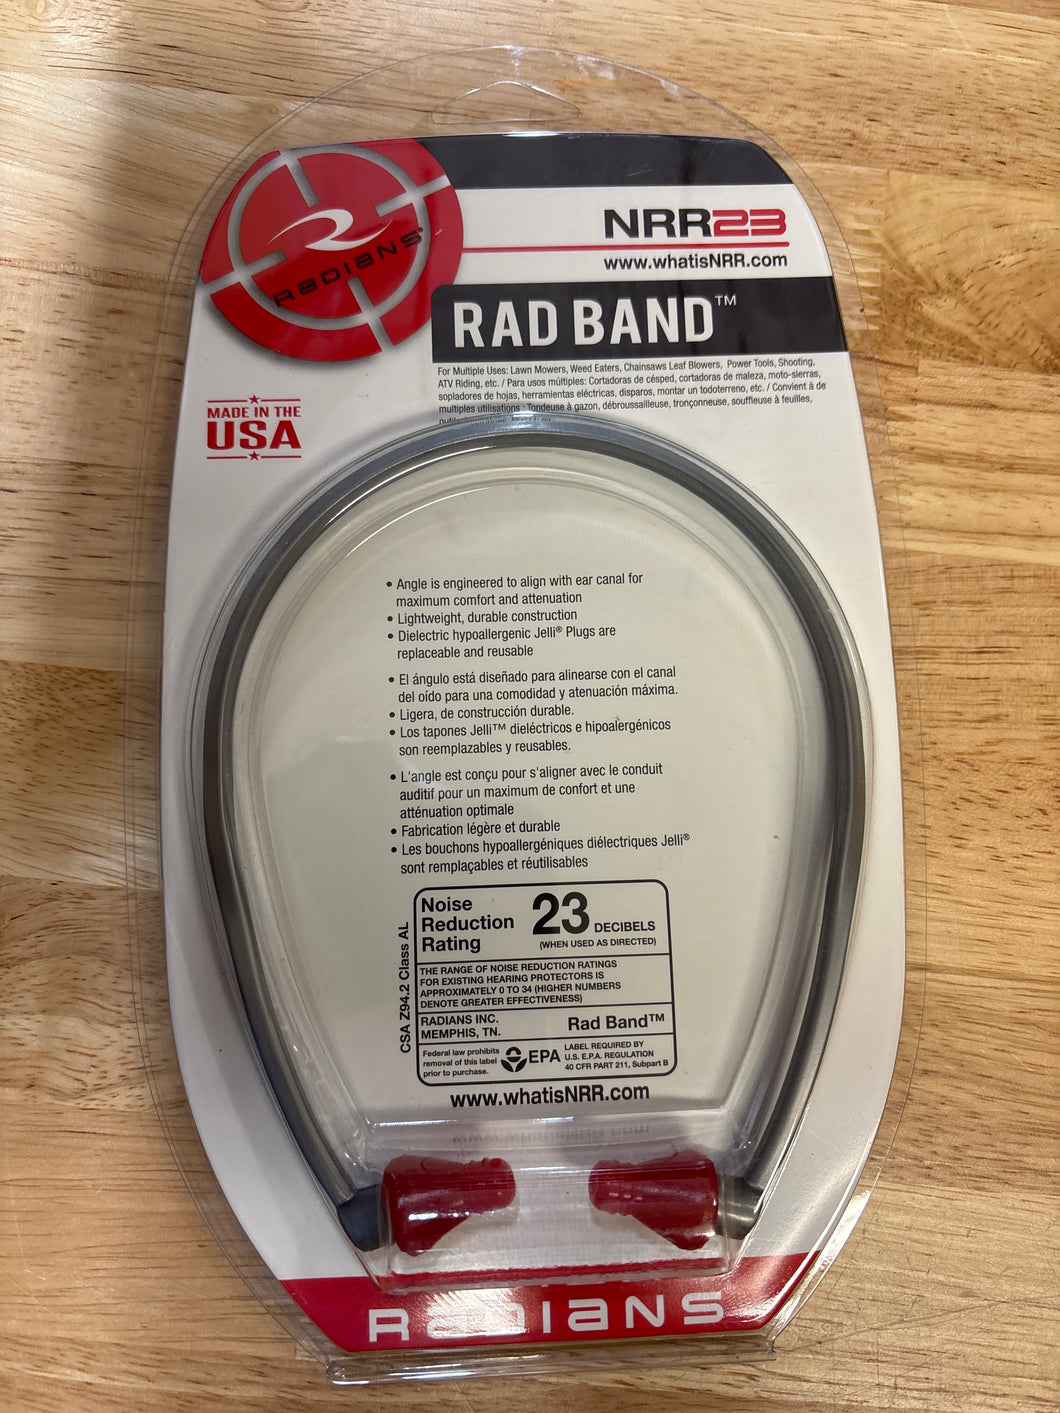 RADIANS®
NRR23
www.whatisNRR.com
RAD BAND™
For Multiple Uses: Lawn Mowers, Weed Eaters, Chainsaws Leaf Blowers, Power Tools, Shooting,
ATV Riding, etc. / Para usos múltiples: Cortadoras de césped, cortadoras de maleza, moto-sierras,
sopladores de hojas, herramientas eléctricas, disparos, montar un todoterreno, etc. / Convient à de
multiples utilisations : Tondeuse à gazon, débroussailleuse, tronçonneuse, souffleuse à feuilles,
MADE IN THE
USA
• Angle is engineered to align with ear canal for
maximum comfort and attenuation
• Lightweight, durable construction
• Dielectric hypoallergenic Jelli® Plugs are
replaceable and reusable
• El ángulo está diseñado para alinearse con el canal
del oído para una comodidad y atenuación máxima.
• Ligera, de construcción durable.
• Los tapones Jelli™ dieléctricos e hipoalergénicos
son reemplazables y reusables.
• L'angle est conçu pour s'aligner avec le conduit
auditif pour un maximum de confort et une
atténuation optimale
• Fabrication légère et durable
• Les bouchons hypoallergéniques diélectriques Jelli®
sont remplaçables et réutilisables
CSA Z94.2 Class AL
Noise
Reduction
Rating
23 DECIBELS
(WHEN USED AS DIRECTED)
THE RANGE OF NOISE REDUCTION RATINGS
FOR EXISTING HEARING PROTECTORS IS
APPROXIMATELY 0 TO 34 (HIGHER NUMBERS
DENOTE GREATER EFFECTIVENESS)
RADIANS INC.
MEMPHIS, TN.
Rad Band™
Federal law prohibits
removal of this label
prior to purchase.
EPA
LABEL REQUIRED BY
U.S. E.P.A. REGULATION
40 CFR PART 211, Subpart B
www.whatisNRR.com
RADIANS